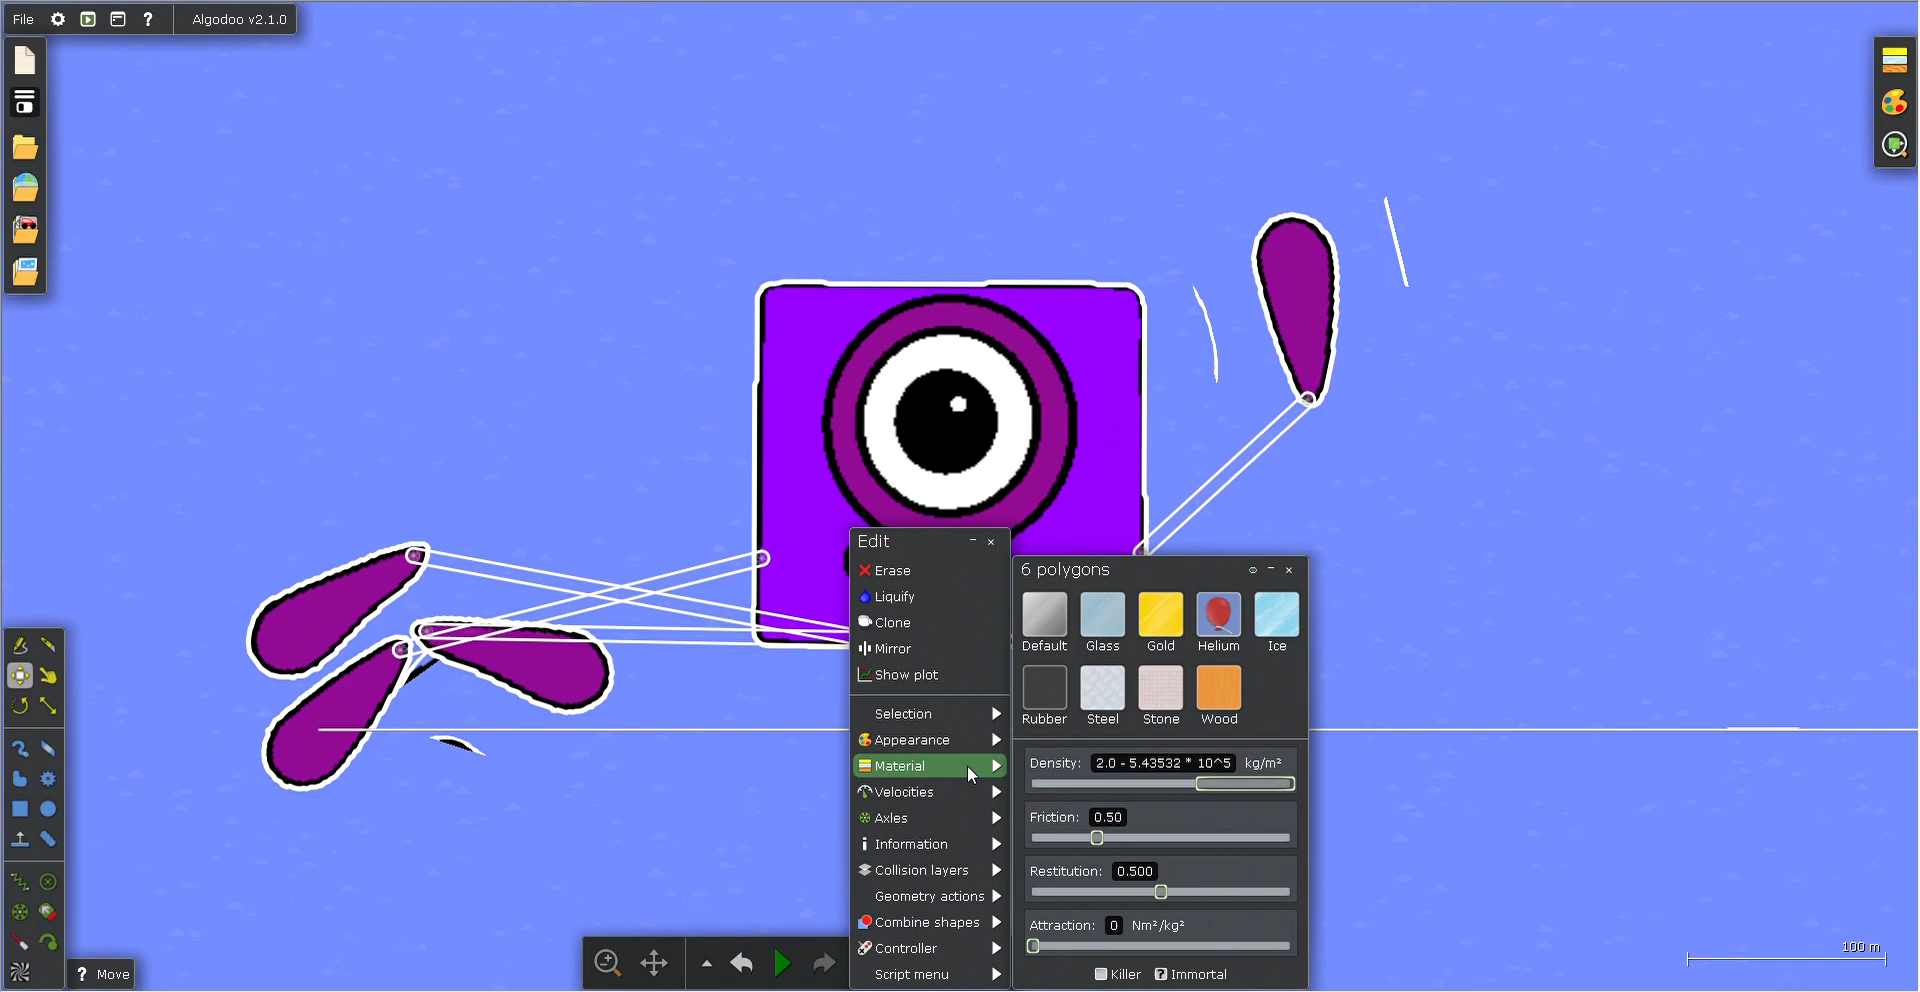 File ? Algodoo v2.1.0
Edit
Erase
Liquify
Clone
Mirror
Show plot
Selection
Appearance
Material
Velocities
Axles
Information
Collision layers
Geometry actions
Combine shapes
Controller
Script menu
6 polygons
Default Glass Gold Helium Ice
Rubber Steel Stone Wood
Density: 2.0 - 5.43532 * 10^5 kg/m²
Friction: 0.50
Restitution: 0.500
Attraction: 0 Nm²/kg²
Killer ? Immortal
? Move
100 m